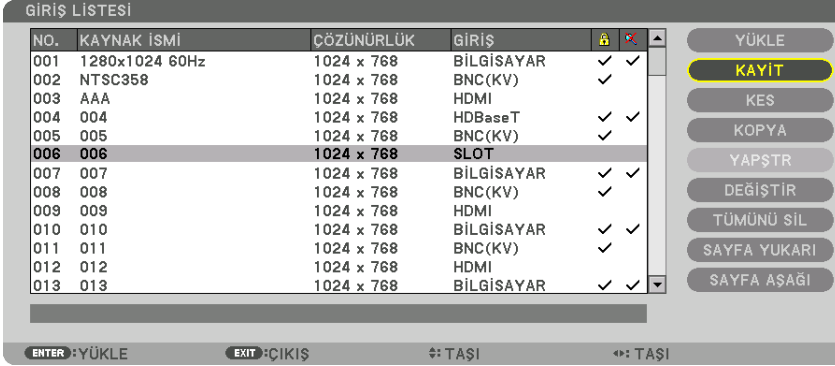 GİRİŞ LİSTESİ
NO. KAYNAK İSMİ ÇÖZÜNÜRLÜK GİRİŞ
001 1280x1024 60Hz 1024 x 768 BİLGİSAYAR ✓ ✓
002 NTSC358 1024 x 768 BNC(KV) ✓
003 AAA 1024 x 768 HDMI
004 004 1024 x 768 HDBaseT ✓ ✓
005 005 1024 x 768 BNC(KV) ✓
006 006 1024 x 768 SLOT
007 007 1024 x 768 BİLGİSAYAR ✓ ✓
008 008 1024 x 768 BNC(KV) ✓
009 009 1024 x 768 HDMI
010 010 1024 x 768 BİLGİSAYAR ✓ ✓
011 011 1024 x 768 BNC(KV) ✓
012 012 1024 x 768 HDMI
013 013 1024 x 768 BİLGİSAYAR ✓ ✓
YÜKLE
KAYİT
KES
KOPYA
YAPŞTR
DEĞİŞTİR
TÜMÜNÜ SİL
SAYFA YUKARI
SAYFA AŞAĞI
ENTER :YÜKLE EXIT :ÇIKIŞ : TAŞI : TAŞI